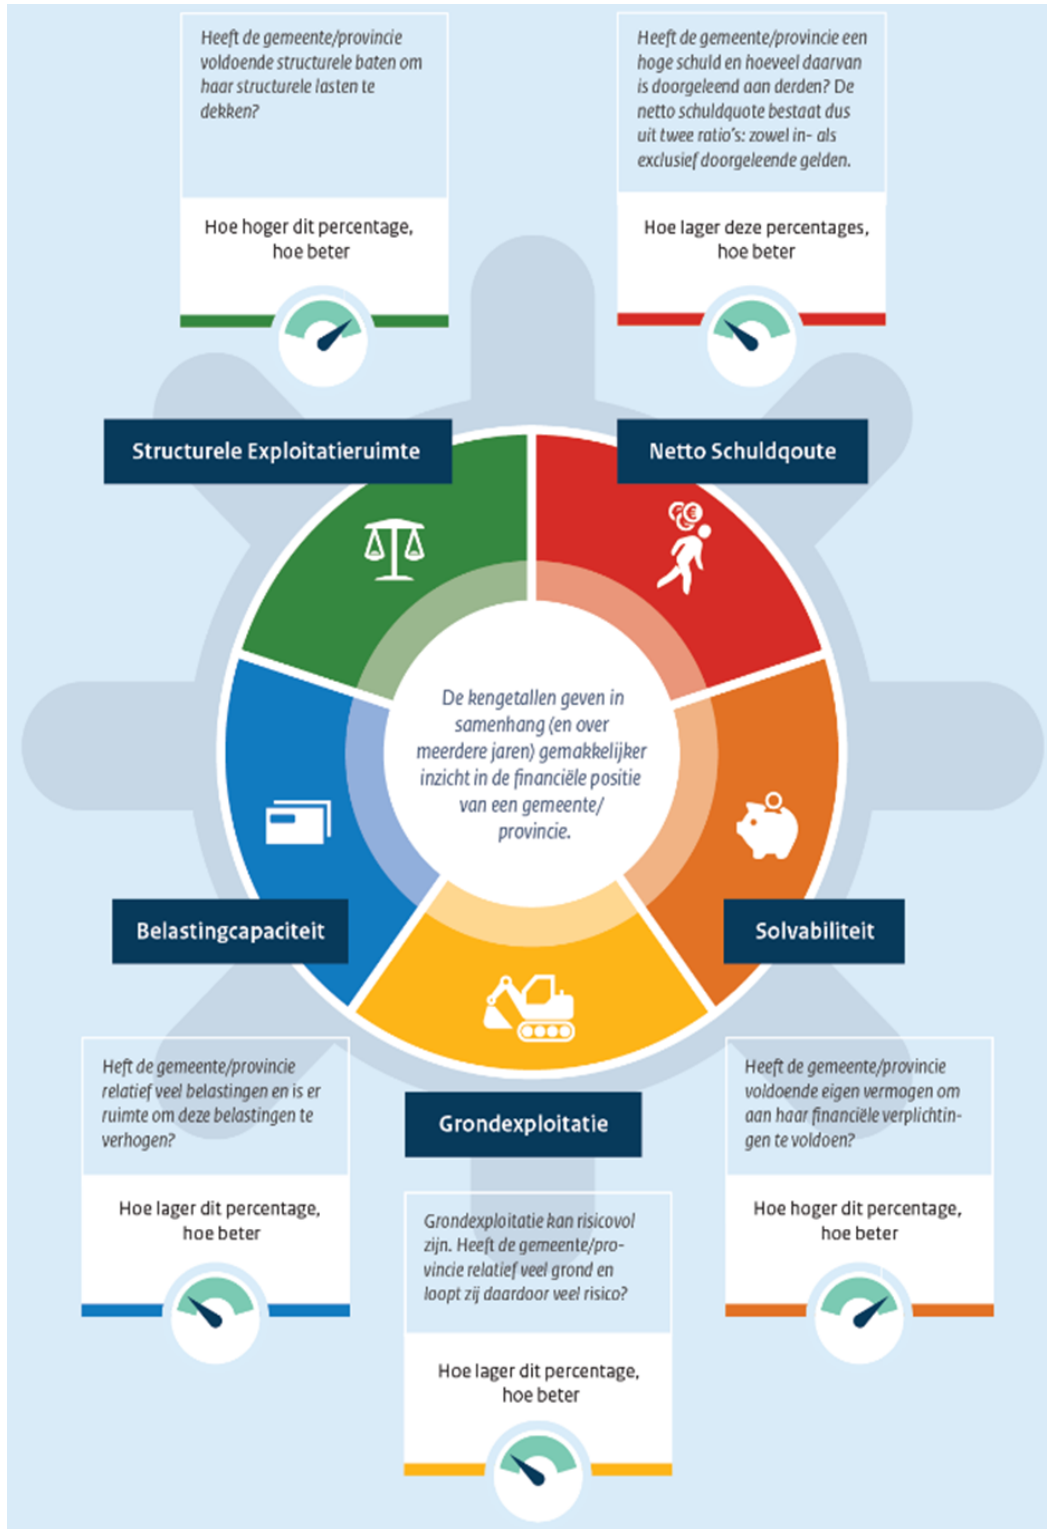 Heeft de gemeente/provincie
voldoende structurele baten om
haar structurele lasten te
dekken?
Hoe hoger dit percentage,
hoe beter
Heeft de gemeente/provincie een
hoge schuld en hoeveel daarvan
is doorgeleend aan derden? De
netto schuldquote bestaat dus
uit twee ratio's: zowel in- als
exclusief doorgeleende gelden.
Hoe lager deze percentages,
hoe beter
Structurele Exploitatieruimte
Netto Schuldqoute
De kengetallen geven in
samenhang (en over
meerdere jaren) gemakkelijker
inzicht in de financiële positie
van een gemeente/
provincie.
Belastingcapaciteit
Solvabiliteit
Heft de gemeente/provincie
relatief veel belastingen en is er
ruimte om deze belastingen te
verhogen?
Hoe lager dit percentage,
hoe beter
Grondexploitatie
Grondexploitatie kan risicovol
zijn. Heeft de gemeente/pro-
vincie relatief veel grond en
loopt zij daardoor veel risico?
Hoe lager dit percentage,
hoe beter
Heeft de gemeente/provincie
voldoende eigen vermogen om
aan haar financiële verplichtin-
gen te voldoen?
Hoe hoger dit percentage,
hoe beter